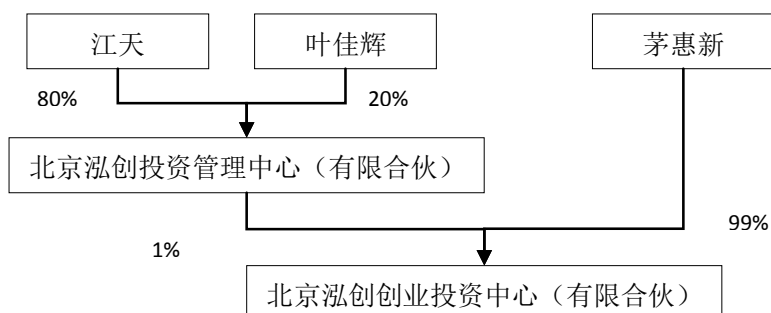 江天
叶佳辉
茅惠新
80%
20%
北京泓创投资管理中心（有限合伙）
1%
99%
北京泓创创业投资中心（有限合伙）